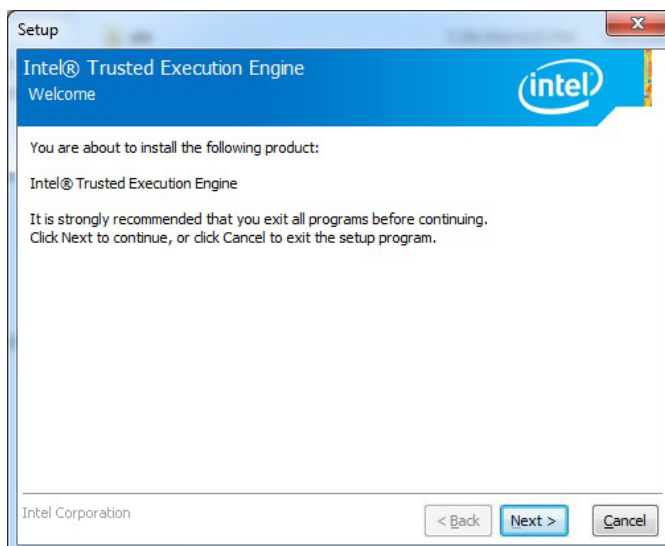 Setup
Intel® Trusted Execution Engine
Welcome
intel
You are about to install the following product:
Intel® Trusted Execution Engine
It is strongly recommended that you exit all programs before continuing.
Click Next to continue, or click Cancel to exit the setup program.
Intel Corporation
< Back Next > Cancel